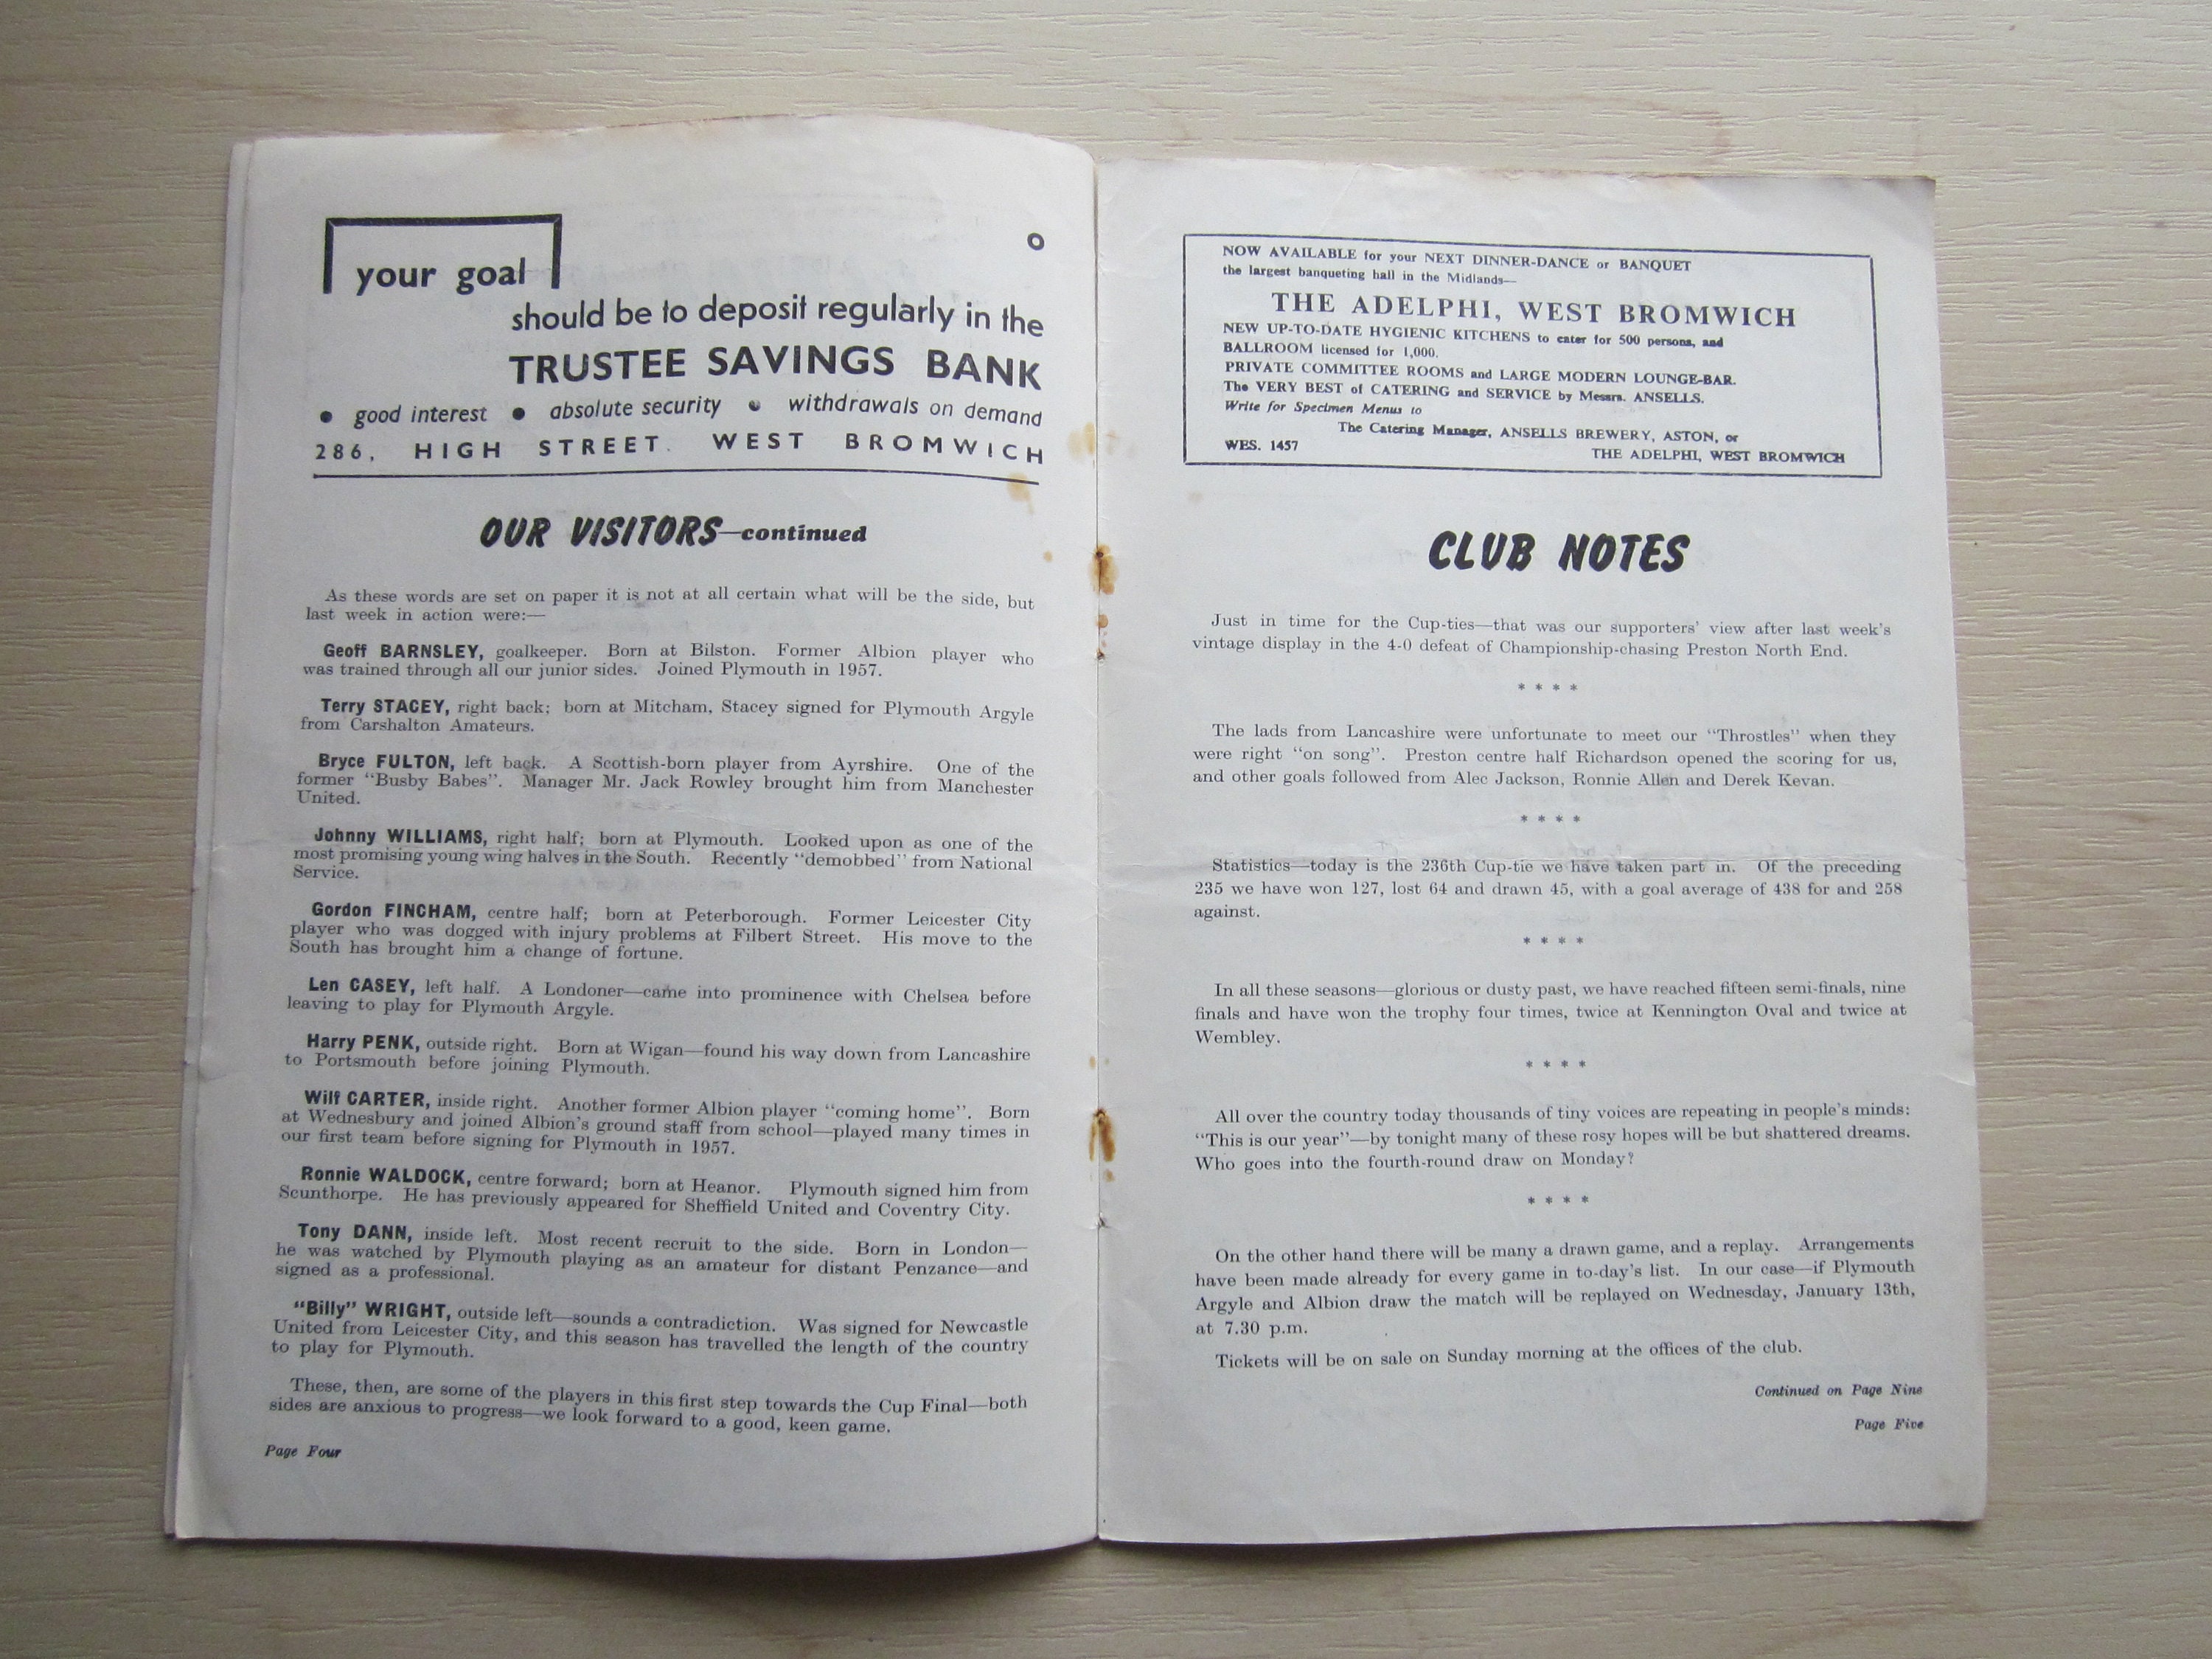 your goal
should be to deposit regularly in the
TRUSTEE SAVINGS BANK
● good interest ● absolute security ● withdrawals on demand
286, HIGH STREET. WEST BROMWICH
OUR VISITORS—continued
As these words are set on paper it is not at all certain what will be the side, but
last week in action were:—
Geoff BARNSLEY, goalkeeper. Born at Bilston. Former Albion player who
was trained through all our junior sides. Joined Plymouth in 1957.
Terry STACEY, right back; born at Mitcham, Stacey signed for Plymouth Argyle
from Carshalton Amateurs.
Bryce FULTON, left back. A Scottish-born player from Ayrshire. One of the
former "Busby Babes". Manager Mr. Jack Rowley brought him from Manchester
United.
Johnny WILLIAMS, right half; born at Plymouth. Looked upon as one of the
most promising young wing halves in the South. Recently "demobbed" from National
Service.
Gordon FINCHAM, centre half; born at Peterborough. Former Leicester City
player who was dogged with injury problems at Filbert Street. His move to the
South has brought him a change of fortune.
Len CASEY, left half. A Londoner—came into prominence with Chelsea before
leaving to play for Plymouth Argyle.
Harry PENK, outside right. Born at Wigan—found his way down from Lancashire
to Portsmouth before joining Plymouth.
Wilf CARTER, inside right. Another former Albion player "coming home". Born
at Wednesbury and joined Albion's ground staff from school—played many times in
our first team before signing for Plymouth in 1957.
Ronnie WALDOCK, centre forward; born at Heanor. Plymouth signed him from
Scunthorpe. He has previously appeared for Sheffield United and Coventry City.
Tony DANN, inside left. Most recent recruit to the side. Born in London—
he was watched by Plymouth playing as an amateur for distant Penzance—and
signed as a professional.
"Billy" WRIGHT, outside left—sounds a contradiction. Was signed for Newcastle
United from Leicester City, and this season has travelled the length of the country
to play for Plymouth.
These, then, are some of the players in this first step towards the Cup Final—both
sides are anxious to progress—we look forward to a good, keen game.
Page Four
NOW AVAILABLE for your NEXT DINNER-DANCE or BANQUET
the largest banqueting hall in the Midlands—
THE ADELPHI, WEST BROMWICH
NEW UP-TO-DATE HYGIENIC KITCHENS to cater for 500 persons, and
BALLROOM licensed for 1,000.
PRIVATE COMMITTEE ROOMS and LARGE MODERN LOUNGE-BAR.
The VERY BEST of CATERING and SERVICE by Messrs. ANSELLS.
Write for Specimen Menus to
The Catering Manager, ANSELLS BREWERY, ASTON, or
WES. 1457 THE ADELPHI, WEST BROMWICH
CLUB NOTES
Just in time for the Cup-ties—that was our supporters' view after last week's
vintage display in the 4-0 defeat of Championship-chasing Preston North End.
* * * *
The lads from Lancashire were unfortunate to meet our "Throstles" when they
were right "on song". Preston centre half Richardson opened the scoring for us,
and other goals followed from Alec Jackson, Ronnie Allen and Derek Kevan.
* * * *
Statistics—today is the 236th Cup-tie we have taken part in. Of the preceding
235 we have won 127, lost 64 and drawn 45, with a goal average of 438 for and 258
against.
* * * *
In all these seasons—glorious or dusty past, we have reached fifteen semi-finals, nine
finals and have won the trophy four times, twice at Kennington Oval and twice at
Wembley.
* * * *
All over the country today thousands of tiny voices are repeating in people's minds:
"This is our year"—by tonight many of these rosy hopes will be but shattered dreams.
Who goes into the fourth-round draw on Monday?
* * * *
On the other hand there will be many a drawn game, and a replay. Arrangements
have been made already for every game in to-day's list. In our case—if Plymouth
Argyle and Albion draw the match will be replayed on Wednesday, January 13th,
at 7.30 p.m.
Tickets will be on sale on Sunday morning at the offices of the club.
Continued on Page Nine
Page Five